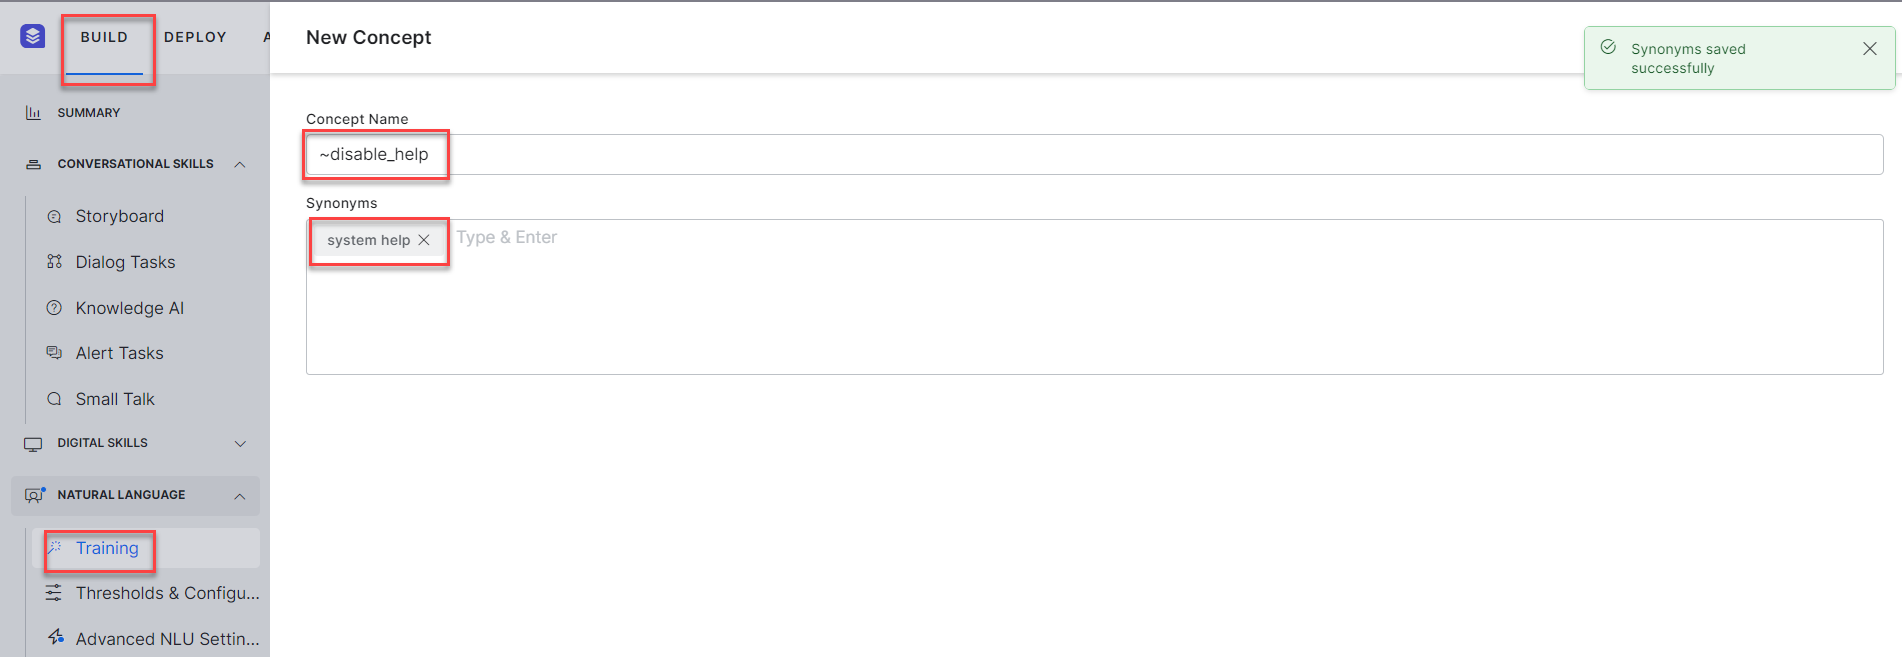 BUILD
DEPLOY
A
New Concept
Synonyms saved
successfully
SUMMARY
CONVERSATIONAL SKILLS
Storyboard
Dialog Tasks
Knowledge AI
Alert Tasks
Small Talk
DIGITAL SKILLS
NATURAL LANGUAGE
Training
Thresholds & Configu...
Advanced NLU Settin...
Concept Name
~disable_help
Synonyms
system help
Type & Enter